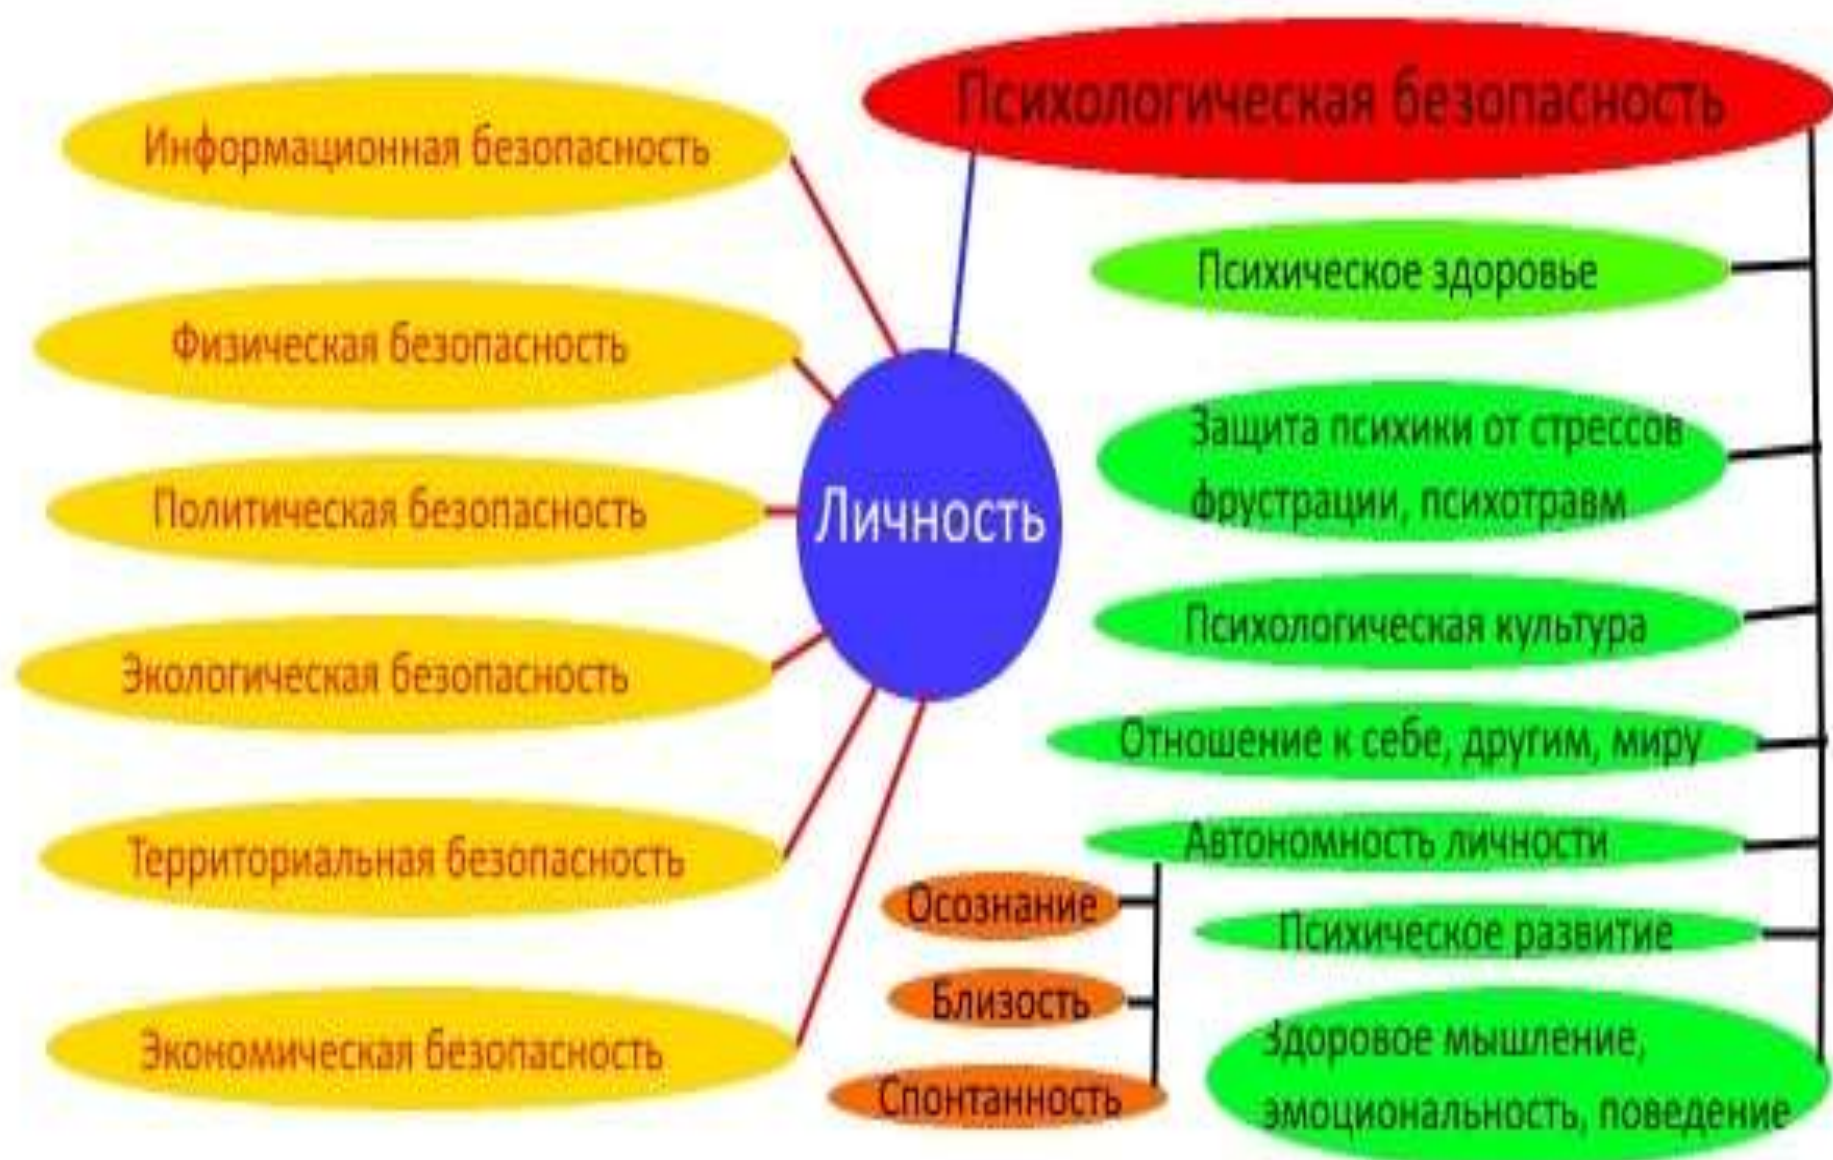 Психологическая безопасность
Информационная безопасность
Физическая безопасность
Политическая безопасность
Экологическая безопасность
Территориальная безопасность
Экономическая безопасность
Личность
Психическое здоровье
Защита психики от стрессов
фрустрации, психотравм
Психологическая культура
Отношение к себе, другим, миру
Автономность личности
Осознание
Близость
Спонтанность
Психическое развитие
Здоровое мышление,
эмоциональность, поведение